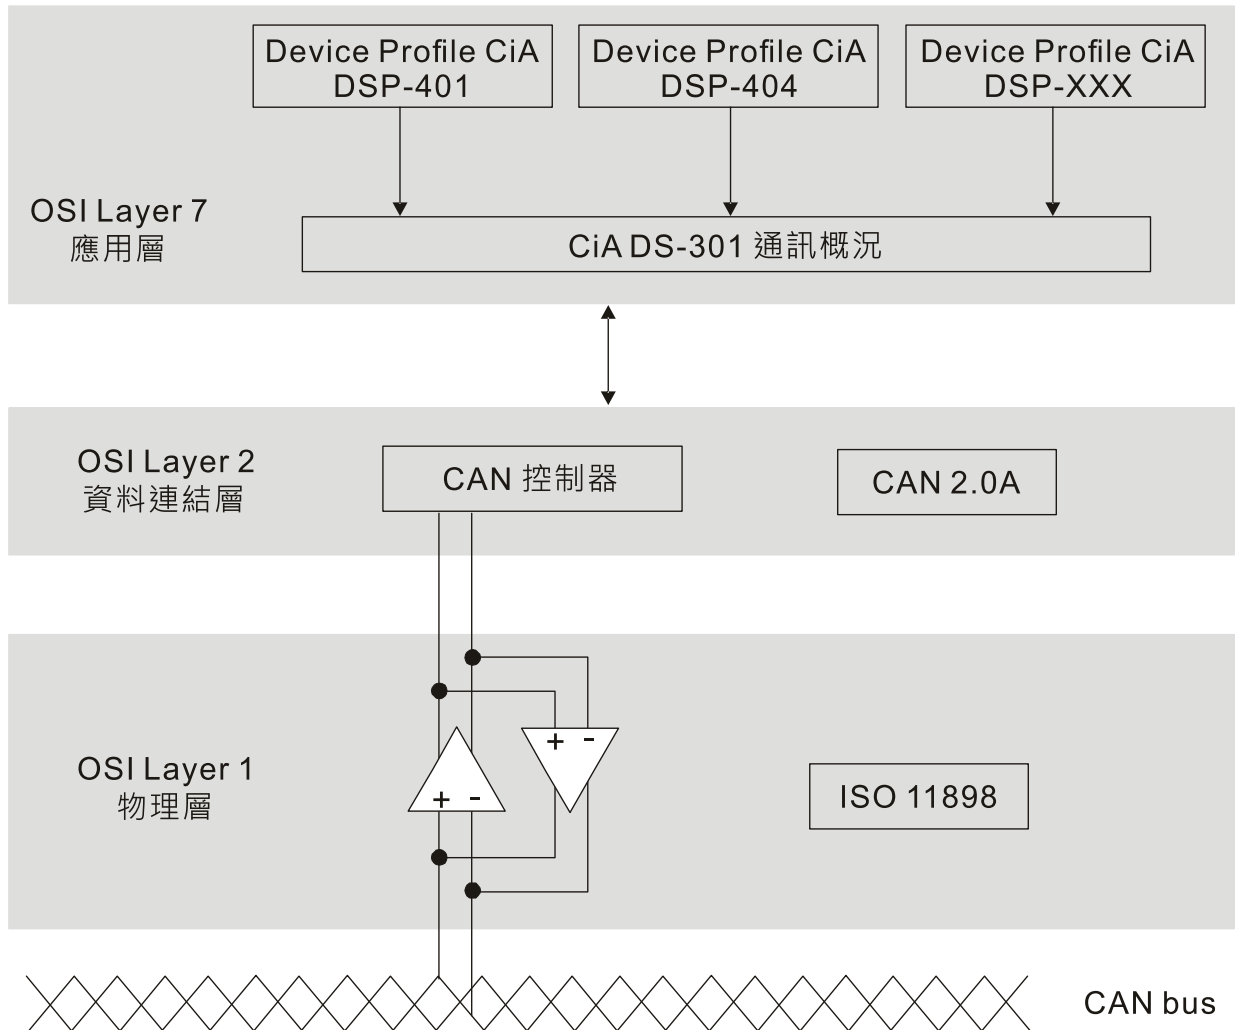 Device Profile CiA
DSP-401
Device Profile CiA
DSP-404
Device Profile CiA
DSP-XXX
OSI Layer 7
應用層
CiA DS-301 通訊概況
OSI Layer 2
資料連結層
CAN 控制器
CAN 2.0A
OSI Layer 1
物理層
+ -
+ -
ISO 11898
CAN bus